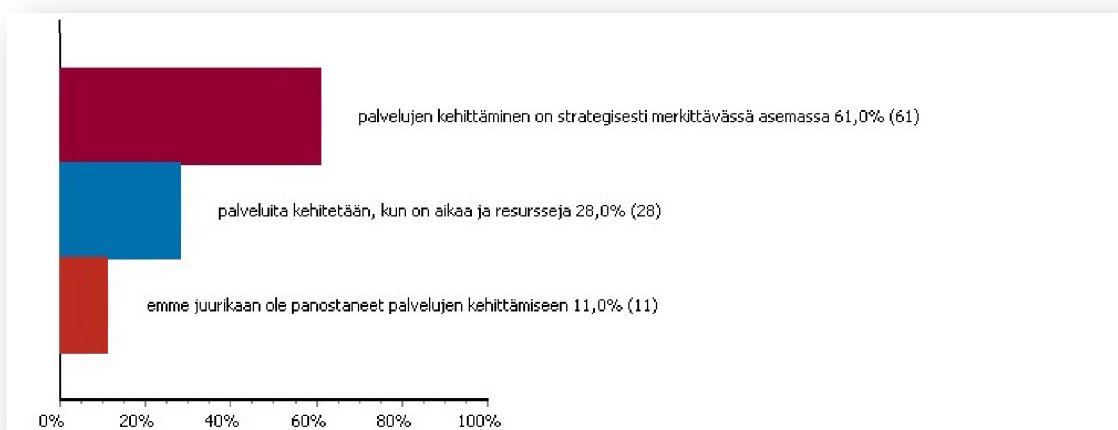 palvelujen kehittäminen on strategisesti merkittävässä asemassa 61,0% (61)
palveluita kehitetään, kun on aikaa ja resursseja 28,0% (28)
emme juurikaan ole panostaneet palvelujen kehittämiseen 11,0% (11)
0% 20% 40% 60% 80% 100%